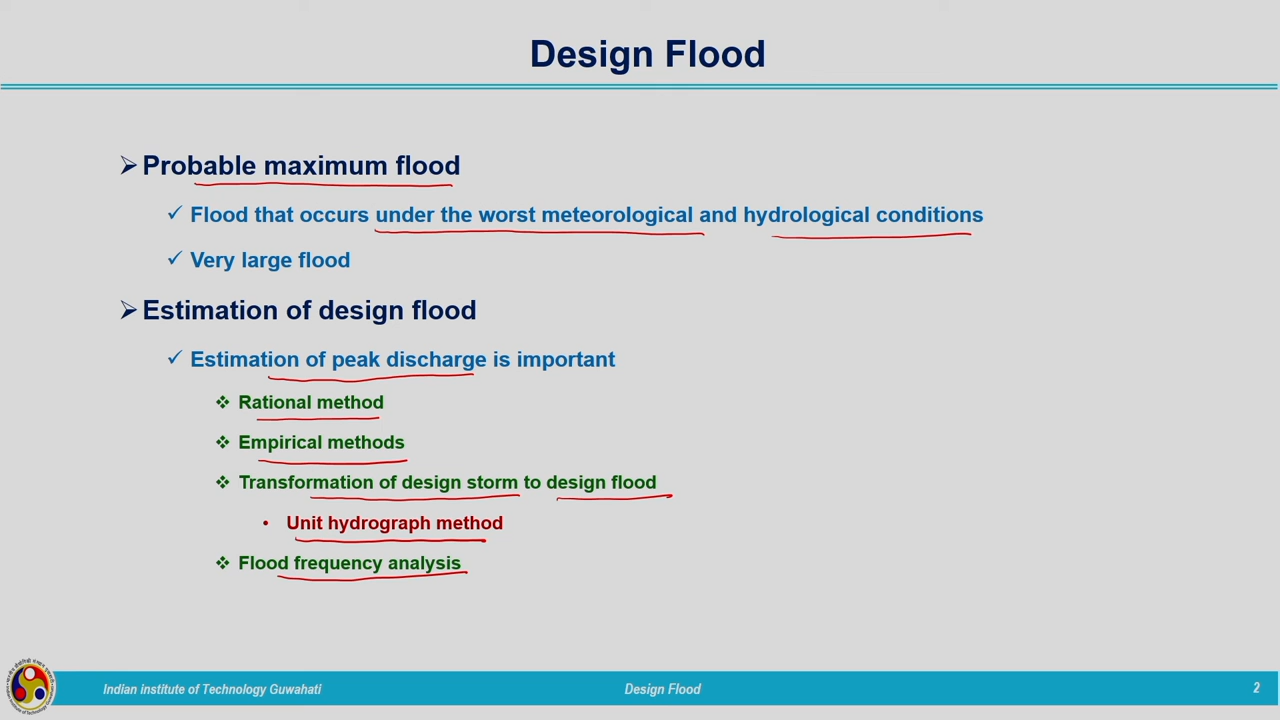 Design Flood
Probable maximum flood
Flood that occurs under the worst meteorological and hydrological conditions
Very large flood
Estimation of design flood
Estimation of peak discharge is important
Rational method
Empirical methods
Transformation of design storm to design flood
Unit hydrograph method
Flood frequency analysis
Indian institute of Technology Guwahati
Design Flood
2